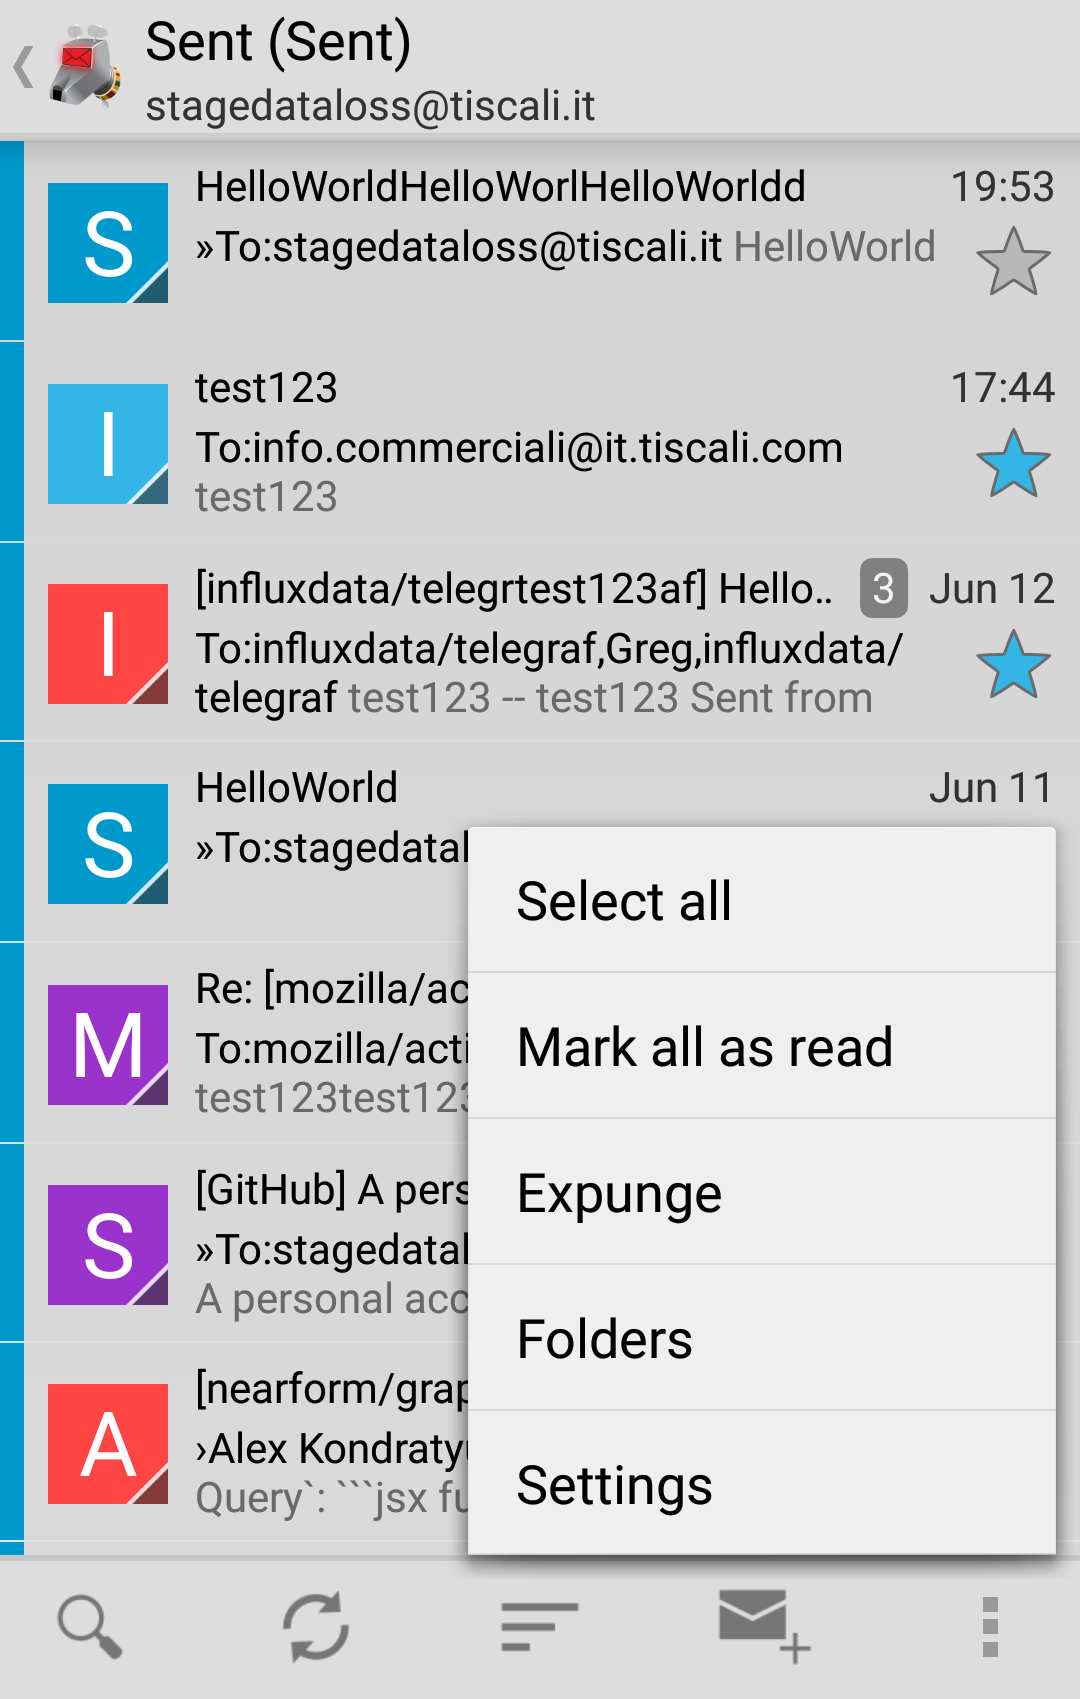 Sent (Sent)
stagedataloss@tiscali.it
S
HelloWorldHelloWorlHelloWorldd 19:53
»To:stagedataloss@tiscali.it HelloWorld
I
test123 17:44
To:info.commerciali@it.tiscali.com
test123
I
[influxdata/telegrtest123af] Hello.. 3 Jun 12
To:influxdata/telegraf,Greg,influxdata/
telegraf test123 -- test123 Sent from
S
HelloWorld Jun 11
»To:stagedatal
M
Re: [mozilla/ac
To:mozilla/acti
test123test123
S
[GitHub] A pers
»To:stagedatal
A personal acc
A
[nearform/grap
›Alex Kondratyu
Query`: ```jsx fu
Select all
Mark all as read
Expunge
Folders
Settings